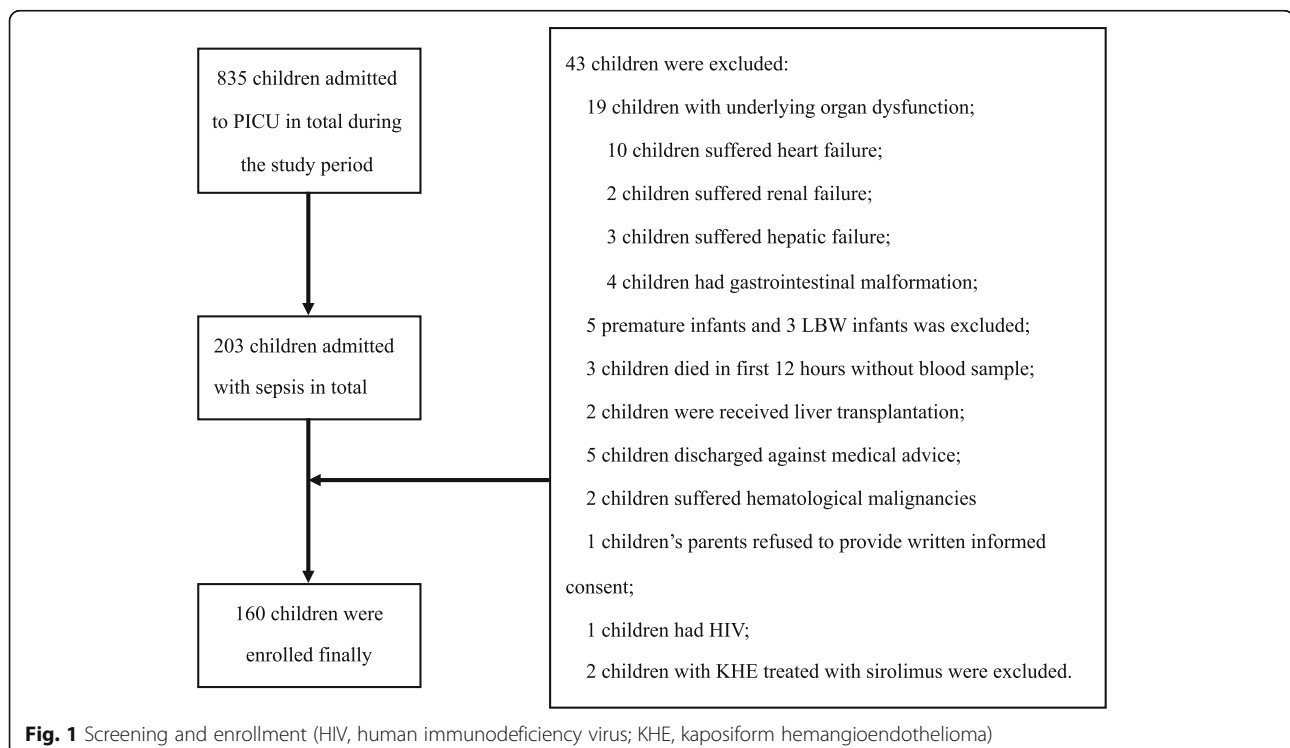 835 children admitted
to PICU in total during
the study period
203 children admitted
with sepsis in total
160 children were
enrolled finally
43 children were excluded:
19 children with underlying organ dysfunction;
10 children suffered heart failure;
2 children suffered renal failure;
3 children suffered hepatic failure;
4 children had gastrointestinal malformation;
5 premature infants and 3 LBW infants was excluded;
3 children died in first 12 hours without blood sample;
2 children were received liver transplantation;
5 children discharged against medical advice;
2 children suffered hematological malignancies
1 children's parents refused to provide written informed
consent;
1 children had HIV;
2 children with KHE treated with sirolimus were excluded.
Fig. 1 Screening and enrollment (HIV, human immunodeficiency virus; KHE, kaposiform hemangioendothelioma)